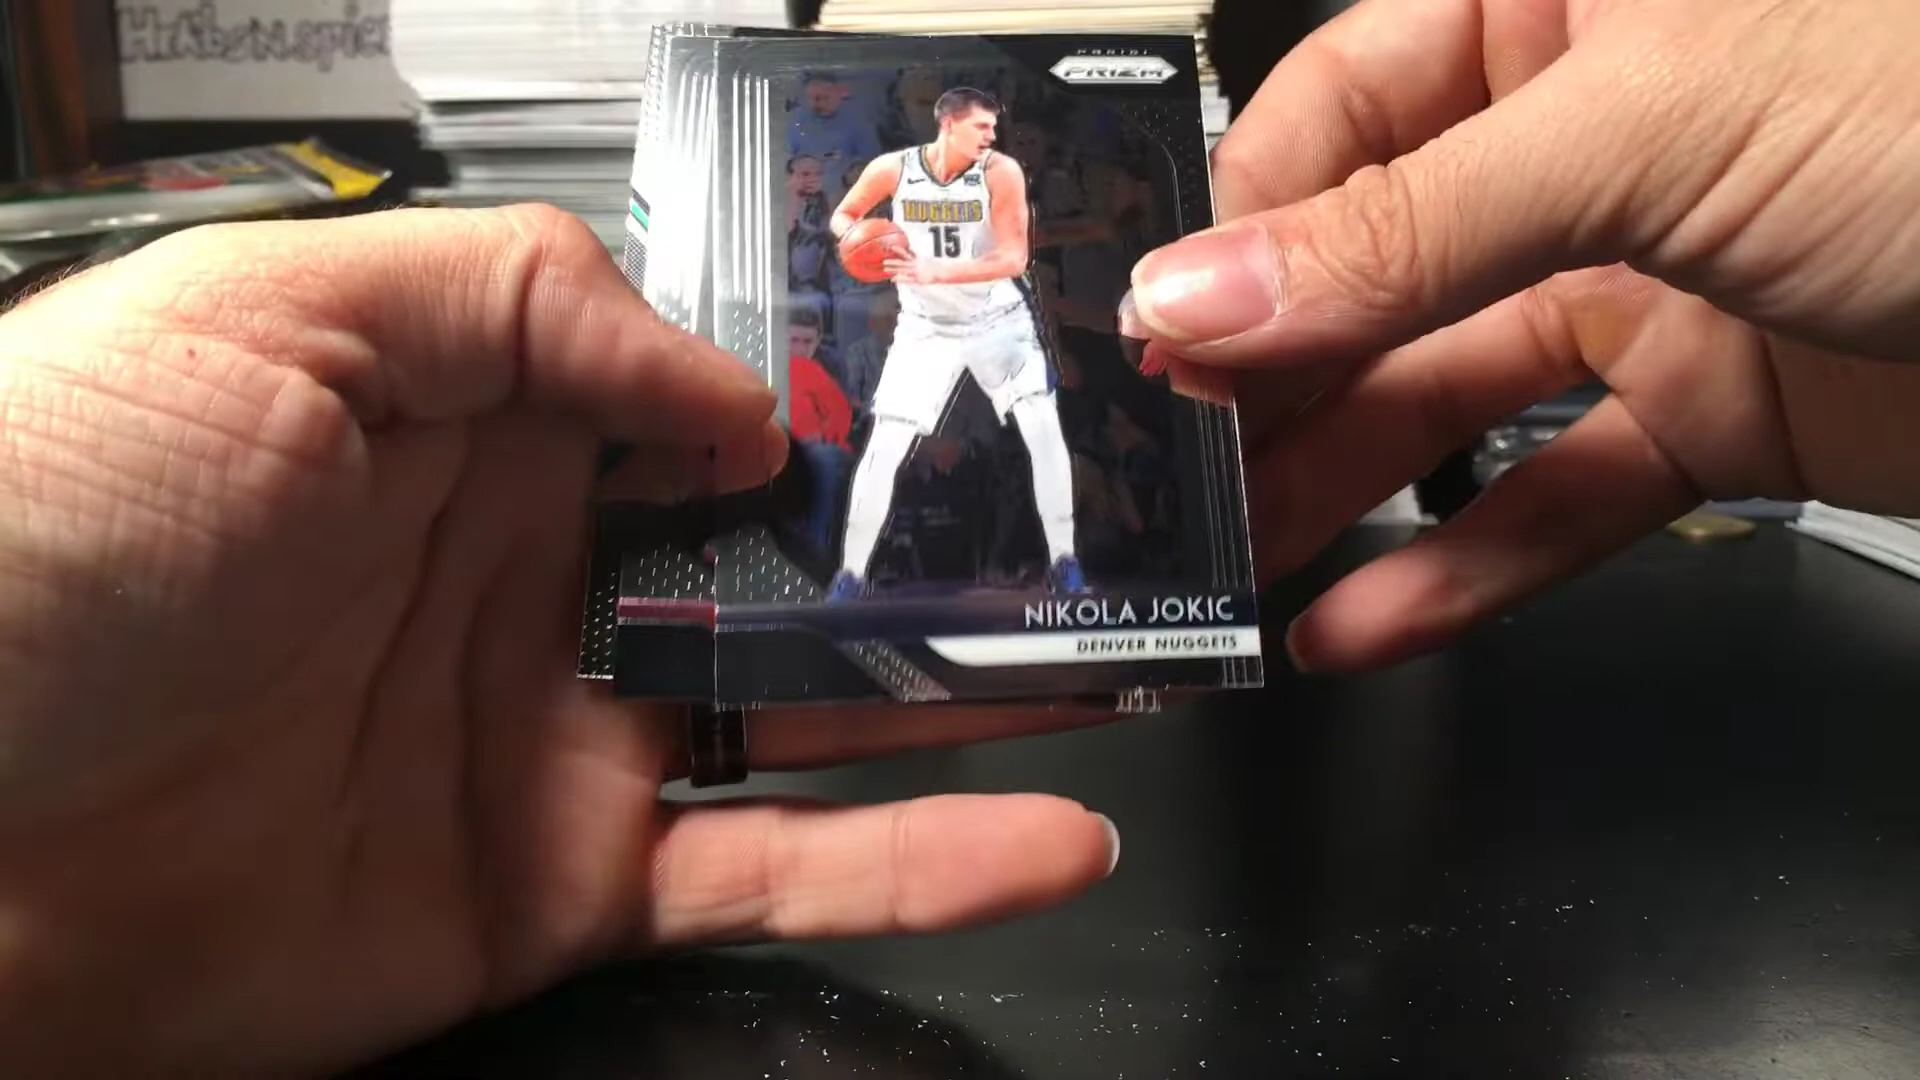 PANINI
PRIZM
NUGGETS
15
NIKOLA JOKIC
DENVER NUGGETS